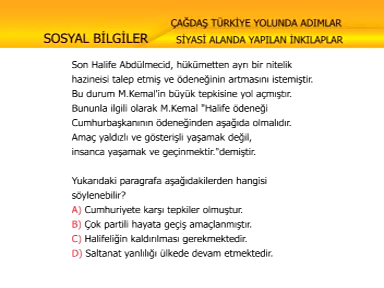 ÇAĞDAŞ TÜRKİYE YOLUNDA ADIMLAR
SOSYAL BİLGİLER
SİYASİ ALANDA YAPILAN İNKILAPLAR
Son Halife Abdülmecid, hükümetten ayrı bir nitelik
hazineisi talep etmiş ve ödeneğinin artmasını istemiştir.
Bu durum M.Kemal'in büyük tepkisine yol açmıştır.
Bununla ilgili olarak M.Kemal "Halife ödeneği
Cumhurbaşkanının ödeneğinden aşağıda olmalıdır.
Amaç yaldızlı ve gösterişli yaşamak değil,
insanca yaşamak ve geçinmektir."demiştir.
Yukarıdaki paragrafa aşağıdakilerden hangisi
söylenebilir?
A) Cumhuriyete karşı tepkiler olmuştur.
B) Çok partili hayata geçiş amaçlanmıştır.
C) Halifeliğin kaldırılması gerekmektedir.
D) Saltanat yanlılığı ülkede devam etmektedir.